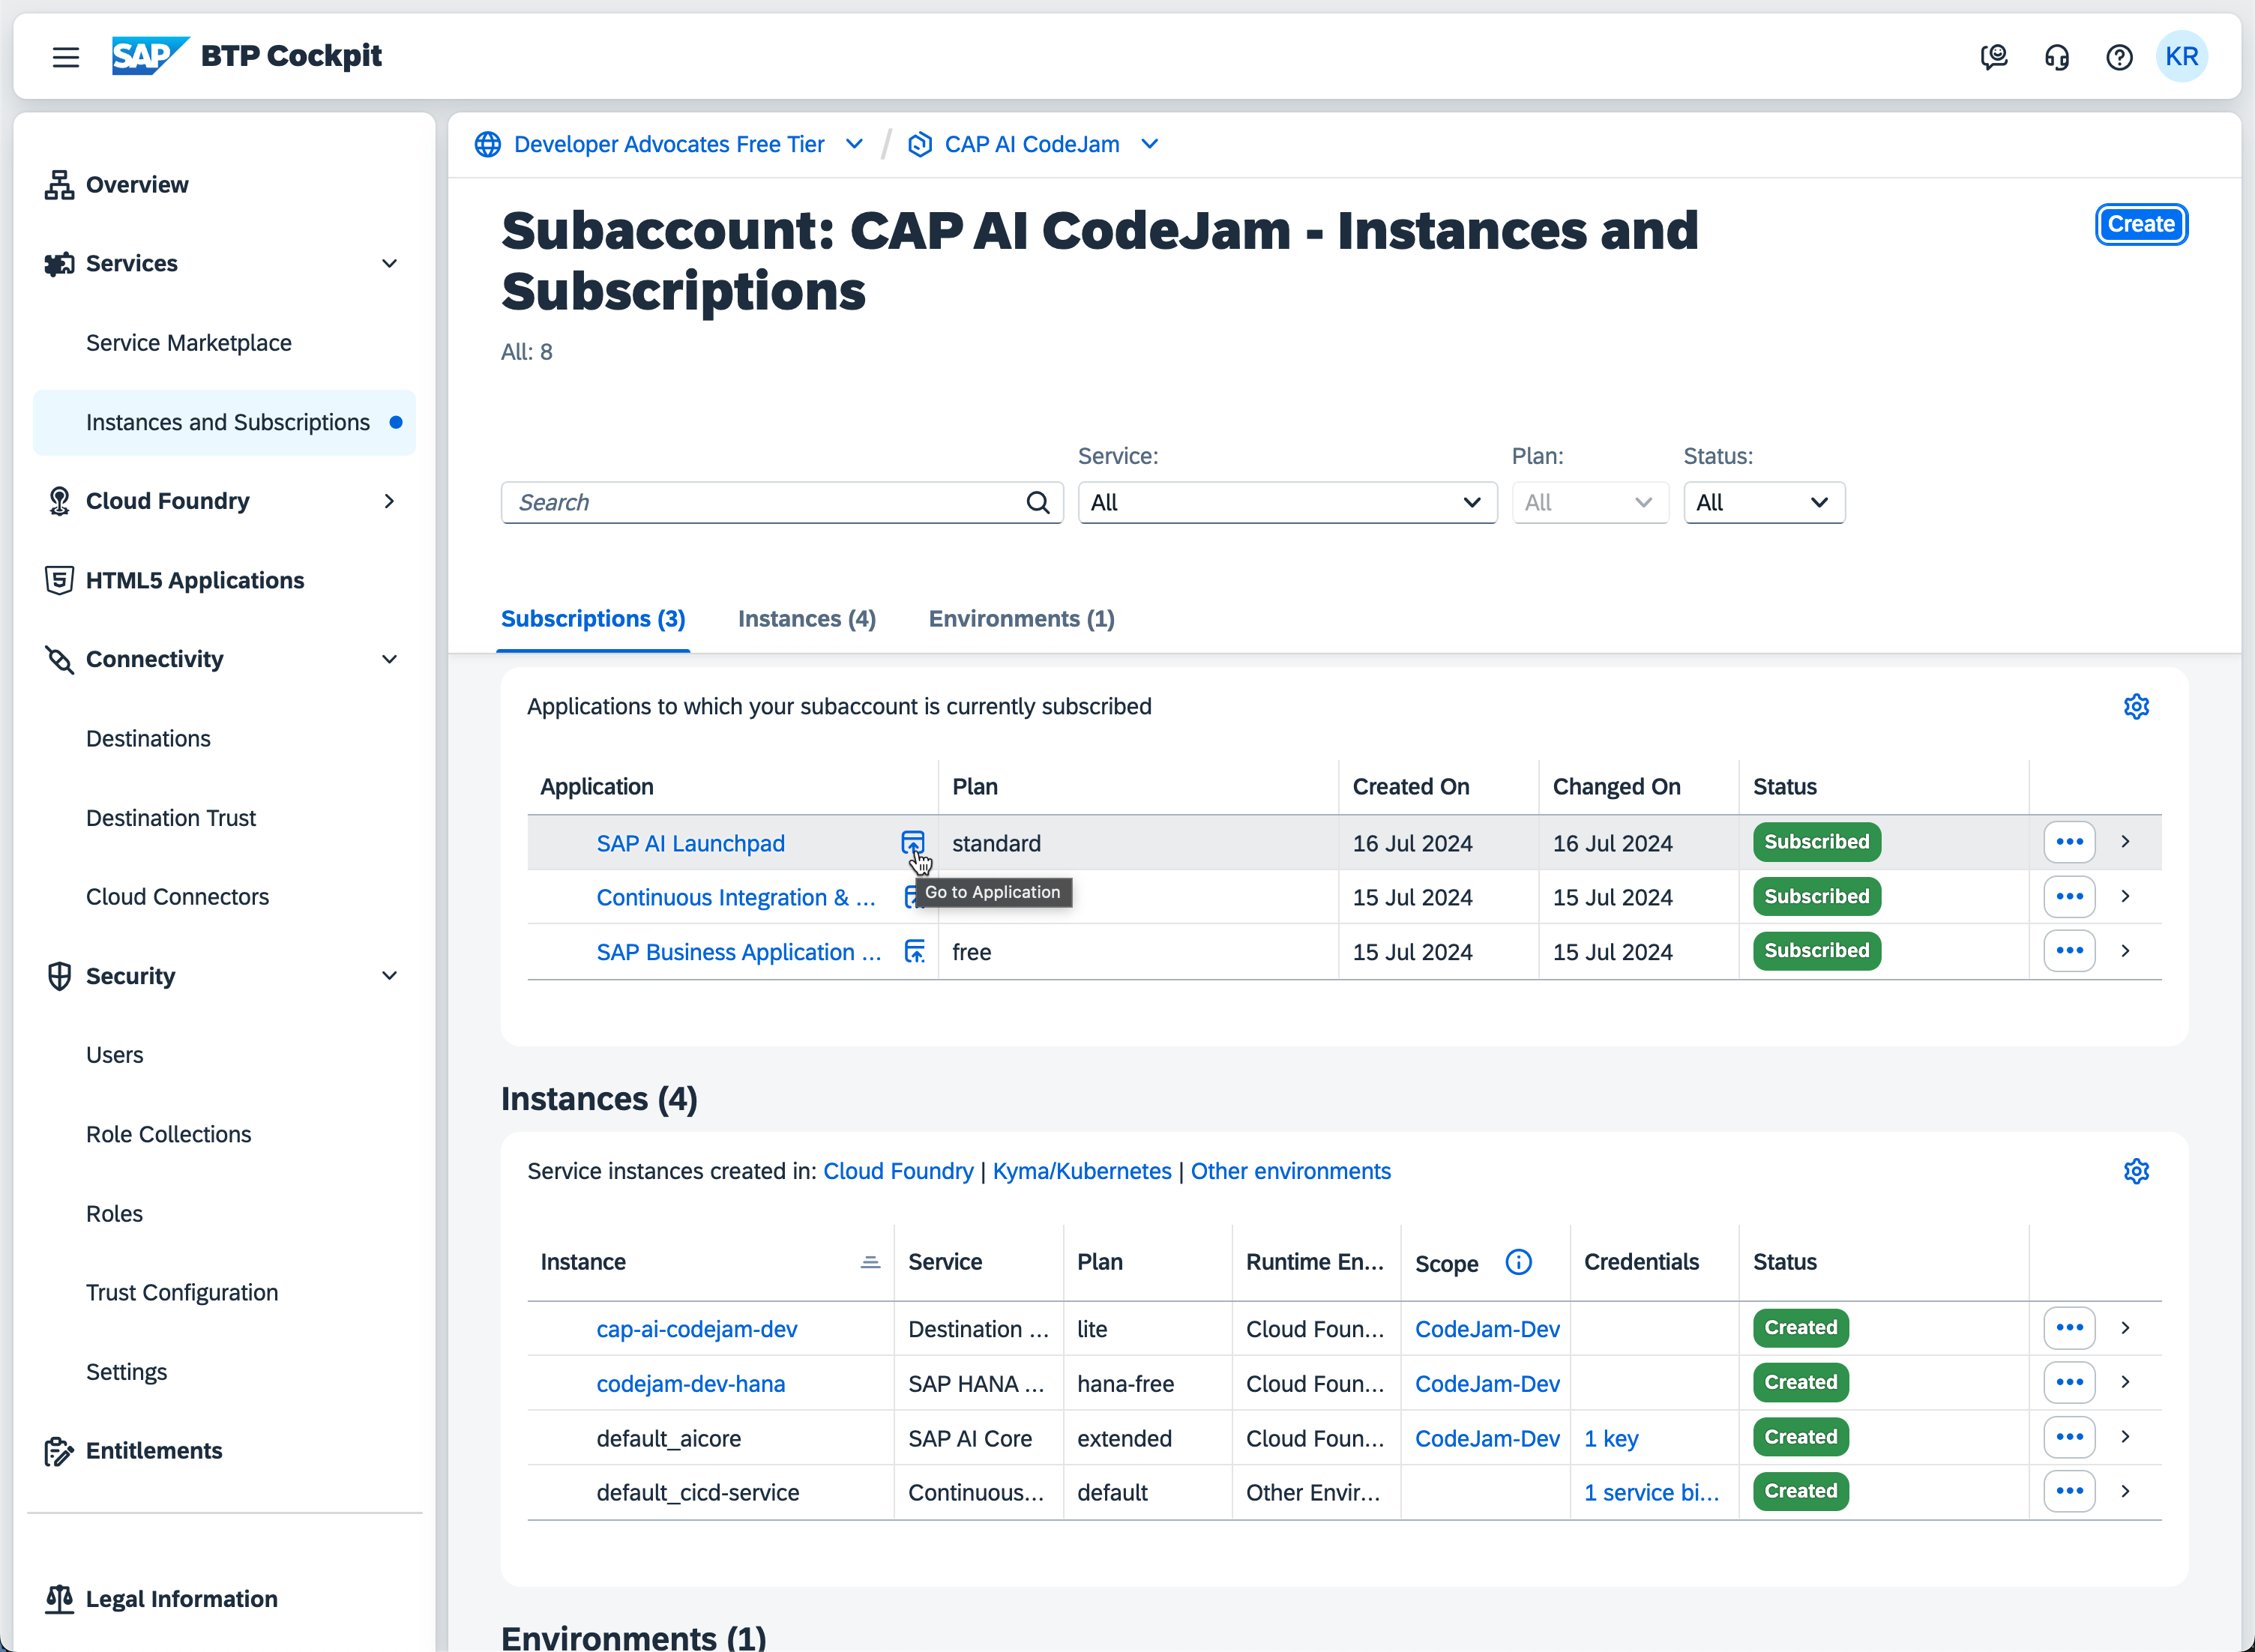 SAP BTP Cockpit
KR
Overview
Services
Service Marketplace
Instances and Subscriptions
Cloud Foundry
HTML5 Applications
Connectivity
Destinations
Destination Trust
Cloud Connectors
Security
Users
Role Collections
Roles
Trust Configuration
Settings
Entitlements
Legal Information
Developer Advocates Free Tier / CAP AI CodeJam
Subaccount: CAP AI CodeJam - Instances and
Subscriptions
Create
All: 8
Service: Plan: Status:
Search All All All
Subscriptions (3) Instances (4) Environments (1)
Applications to which your subaccount is currently subscribed
Application Plan Created On Changed On Status
SAP AI Launchpad standard 16 Jul 2024 16 Jul 2024 Subscribed
Go to Application
Continuous Integration & ... 15 Jul 2024 15 Jul 2024 Subscribed
SAP Business Application ... free 15 Jul 2024 15 Jul 2024 Subscribed
Instances (4)
Service instances created in: Cloud Foundry | Kyma/Kubernetes | Other environments
Instance Service Plan Runtime En... Scope Credentials Status
cap-ai-codejam-dev Destination ... lite Cloud Foun... CodeJam-Dev Created
codejam-dev-hana SAP HANA ... hana-free Cloud Foun... CodeJam-Dev Created
default_aicore SAP AI Core extended Cloud Foun... CodeJam-Dev 1 key Created
default_cicd-service Continuous... default Other Envir... 1 service bi... Created
Environments (1)